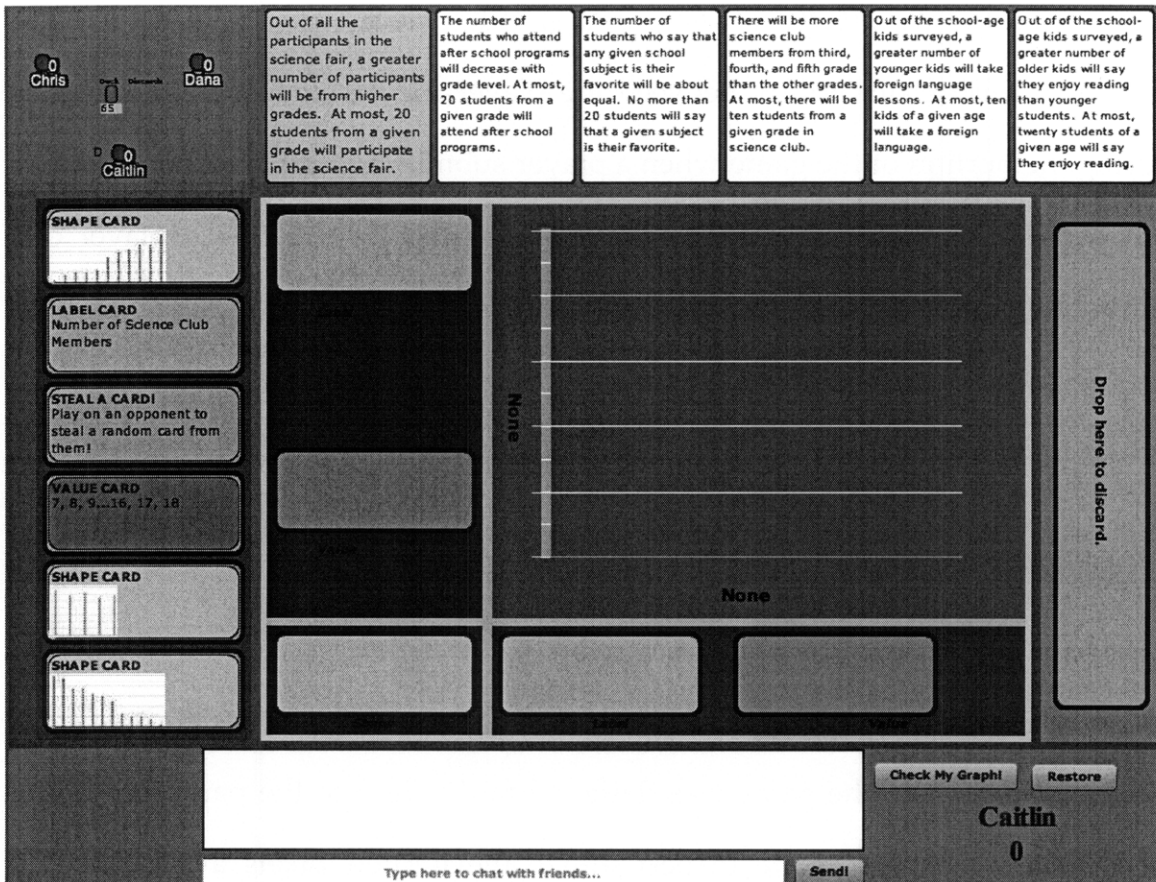 0
Chris
Deck Discards
65
0
Dana
D
0
Caitlin
Out of all the
participants in the
science fair, a greater
number of participants
will be from higher
grades. At most, 20
students from a given
grade will participate
in the science fair.
The number of
students who attend
after school programs
will decrease with
grade level. At most,
20 students from a
given grade will
attend after school
programs.
The number of
students who say that
any given school
subject is their
favorite will be about
equal. No more than
20 students will say
that a given subject
is their favorite.
There will be more
science club
members from third,
fourth, and fifth grade
than the other grades.
At most, there will be
ten students from a
given grade in
science club.
Out of the school-age
kids surveyed, a
greater number of
younger kids will take
foreign language
lessons. At most, ten
kids of a given age
will take a foreign
language.
Out of of the school-
age kids surveyed, a
greater number of
older kids will say
they enjoy reading
than younger
students. At most,
twenty students of a
given age will say
they enjoy reading.
SHAPE CARD
LABEL CARD
Number of Science Club
Members
STEAL A CARD!
Play on an opponent to
steal a random card from
them!
VALUE CARD
7, 8, 9...16, 17, 18
SHAPE CARD
SHAPE CARD
Label
Value
None
None
Label
Value
Drop here to discard.
Check My Graph!
Restore
Caitlin
0
Type here to chat with friends...
Send!